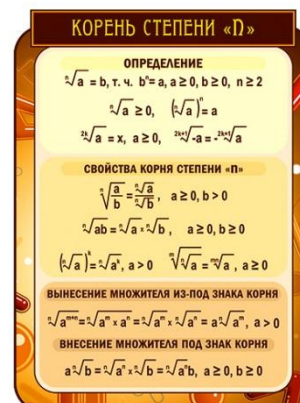 КОРЕНЬ СТЕПЕНИ «n»
ОПРЕДЕЛЕНИЕ
ⁿ√a = b, т. ч. bⁿ= a, a ≥ 0, b ≥ 0, n ≥ 2
ⁿ√a ≥ 0, (ⁿ√a)ⁿ = a
²ᵏ√a = x, a ≥ 0, ²ᵏ⁺¹√-a = -²ᵏ⁺¹√a
СВОЙСТВА КОРНЯ СТЕПЕНИ «n»
ⁿ√(a/b) = ⁿ√a/ⁿ√b, a ≥ 0, b > 0
ⁿ√ab = ⁿ√a × ⁿ√b, a ≥ 0, b ≥ 0
(ⁿ√a)ᵏ = ⁿ√aᵏ, a > 0 ᵐ√ⁿ√a = ᵐⁿ√a, a ≥ 0
ВЫНЕСЕНИЕ МНОЖИТЕЛЯ ИЗ-ПОД ЗНАКА КОРНЯ
ⁿ√aᵐ⁺ⁿ = ⁿ√aᵐ × aⁿ = ⁿ√aᵐ × ⁿ√aⁿ = a ⁿ√aᵐ, a > 0
ВНЕСЕНИЕ МНОЖИТЕЛЯ ПОД ЗНАК КОРНЯ
a ⁿ√b = ⁿ√aⁿ × ⁿ√b = ⁿ√aⁿb, a ≥ 0, b ≥ 0